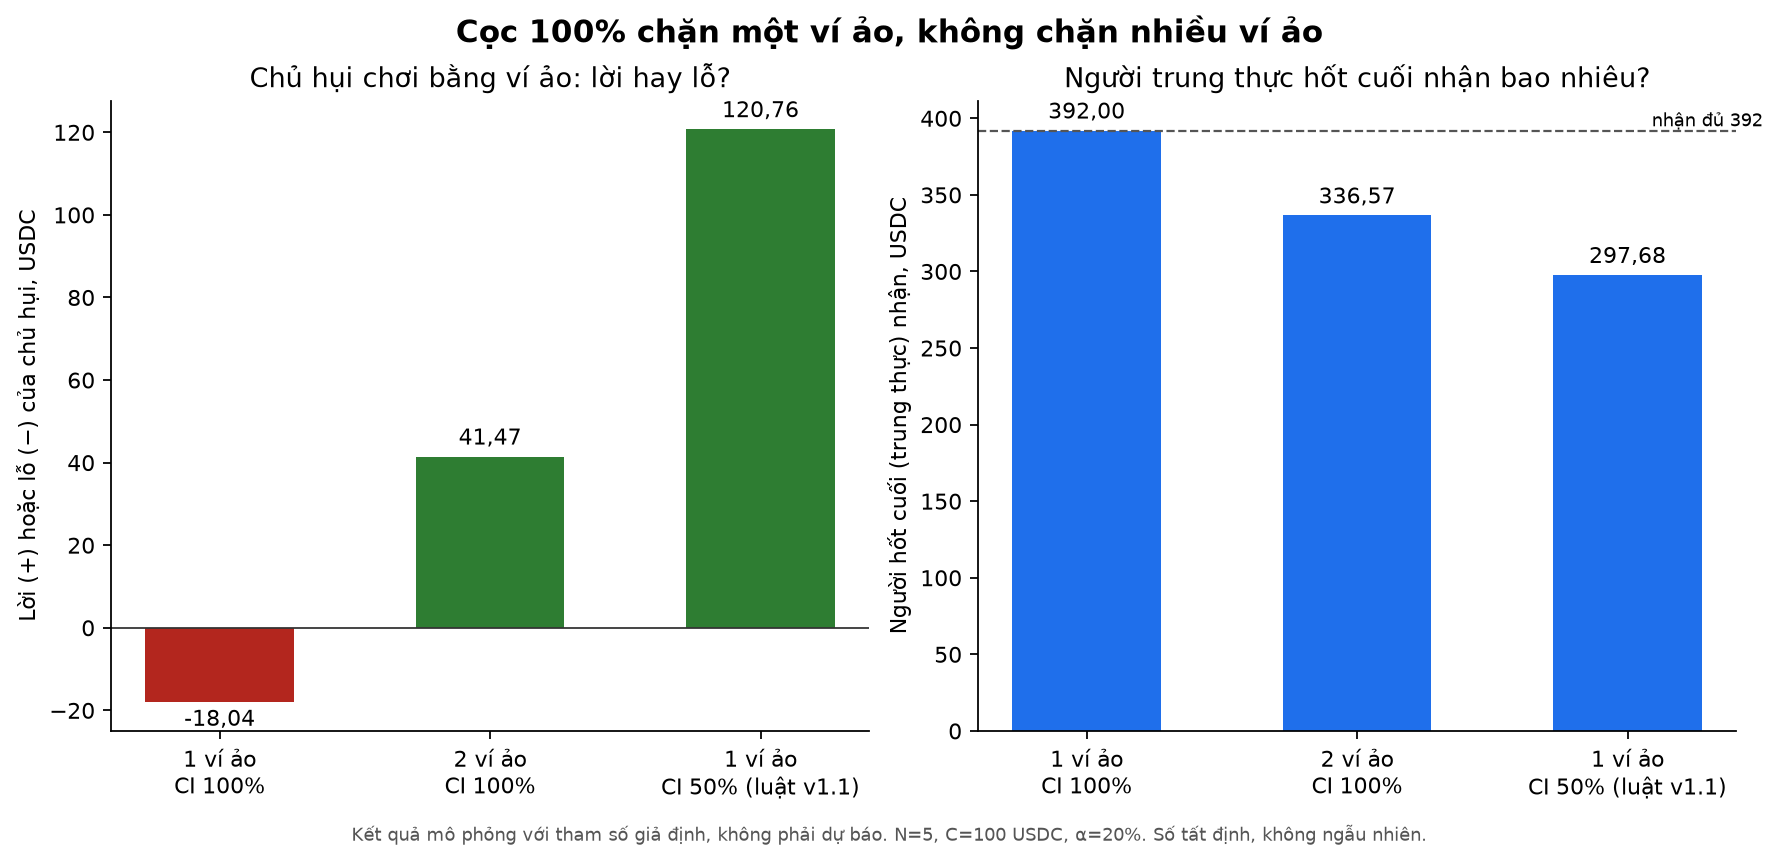 Cọc 100% chặn một ví ảo, không chặn nhiều ví ảo
Chủ hụi chơi bằng ví ảo: lời hay lỗ?
Lời (+) hoặc lỗ (−) của chủ hụi, USDC
120
100
80
60
40
20
0
−20
-18,04
41,47
120,76
1 ví ảo
CI 100%
2 ví ảo
CI 100%
1 ví ảo
CI 50% (luật v1.1)
Người trung thực hốt cuối nhận bao nhiêu?
Người hốt cuối (trung thực) nhận, USDC
400
350
300
250
200
150
100
50
0
392,00
336,57
297,68
nhận đủ 392
1 ví ảo
CI 100%
2 ví ảo
CI 100%
1 ví ảo
CI 50% (luật v1.1)
Kết quả mô phỏng với tham số giả định, không phải dự báo. N=5, C=100 USDC, α=20%. Số tất định, không ngẫu nhiên.